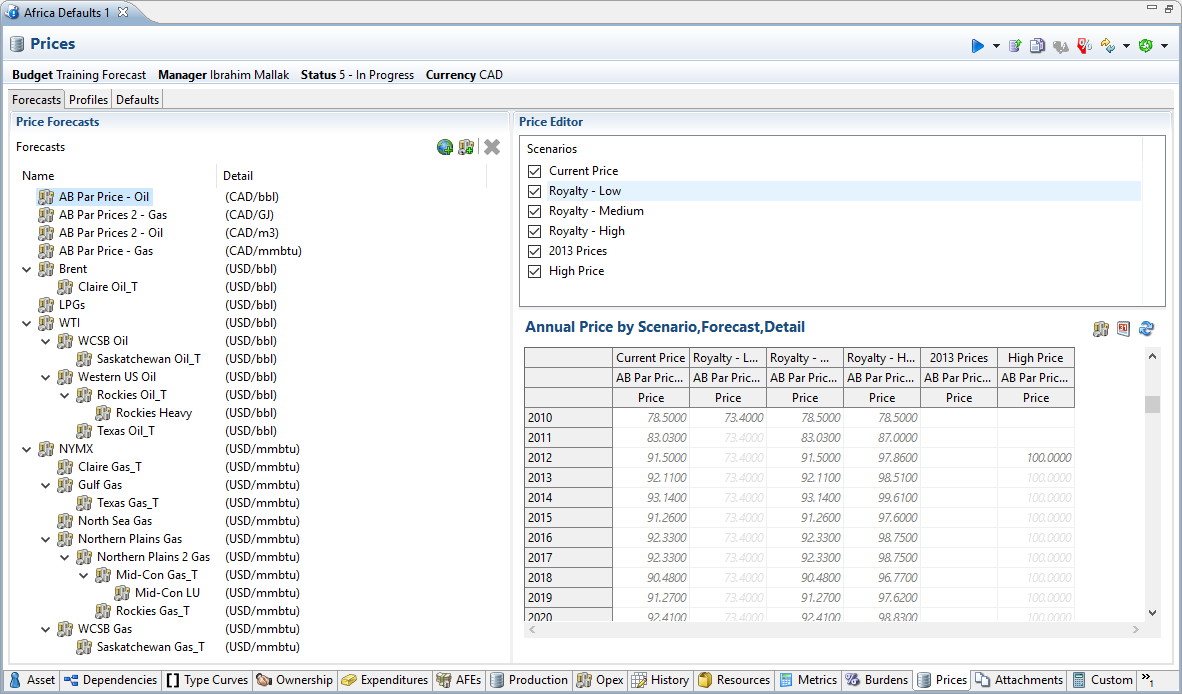 Africa Defaults 1
Prices
Budget Training Forecast Manager Ibrahim Mallak Status 5 - In Progress Currency CAD
Forecasts Profiles Defaults
Price Forecasts
Forecasts
Name Detail
AB Par Price - Oil (CAD/bbl)
AB Par Prices 2 - Gas (CAD/GJ)
AB Par Prices 2 - Oil (CAD/m3)
AB Par Price - Gas (CAD/mmbtu)
Brent (USD/bbl)
Claire Oil_T (USD/bbl)
LPGs (USD/bbl)
WTI (USD/bbl)
WCSB Oil (USD/bbl)
Saskatchewan Oil_T (USD/bbl)
Western US Oil (USD/bbl)
Rockies Oil_T (USD/bbl)
Rockies Heavy (USD/bbl)
Texas Oil_T (USD/bbl)
NYMX (USD/mmbtu)
Claire Gas_T (USD/mmbtu)
Gulf Gas (USD/mmbtu)
Texas Gas_T (USD/mmbtu)
North Sea Gas (USD/mmbtu)
Northern Plains Gas (USD/mmbtu)
Northern Plains 2 Gas (USD/mmbtu)
Mid-Con Gas_T (USD/mmbtu)
Mid-Con LU (USD/mmbtu)
Rockies Gas_T (USD/mmbtu)
WCSB Gas (USD/mmbtu)
Saskatchewan Gas_T (USD/mmbtu)
Price Editor
Scenarios
Current Price
Royalty - Low
Royalty - Medium
Royalty - High
2013 Prices
High Price
Annual Price by Scenario,Forecast,Detail
Current Price Royalty - L... Royalty - ... Royalty - H... 2013 Prices High Price
AB Par Pric... AB Par Pric... AB Par Pric... AB Par Pric... AB Par Pric... AB Par Pric...
Price Price Price Price Price Price
2010 78.5000 73.4000 78.5000 78.5000
2011 83.0300 73.4000 83.0300 87.0000
2012 91.5000 73.4000 91.5000 97.8600 100.0000
2013 92.1100 73.4000 92.1100 98.5100 100.0000
2014 93.1400 73.4000 93.1400 99.6100 100.0000
2015 91.2600 73.4000 91.2600 97.6000 100.0000
2016 92.3300 73.4000 92.3300 98.7500 100.0000
2017 92.3300 73.4000 92.3300 98.7500 100.0000
2018 90.4800 73.4000 90.4800 96.7700 100.0000
2019 91.2700 73.4000 91.2700 97.6200 100.0000
2020 92.4100 73.4000 92.4100 98.8300 100.0000
Asset Dependencies Type Curves Ownership Expenditures AFEs Production Opex History Resources Metrics Burdens Prices Attachments Custom »1